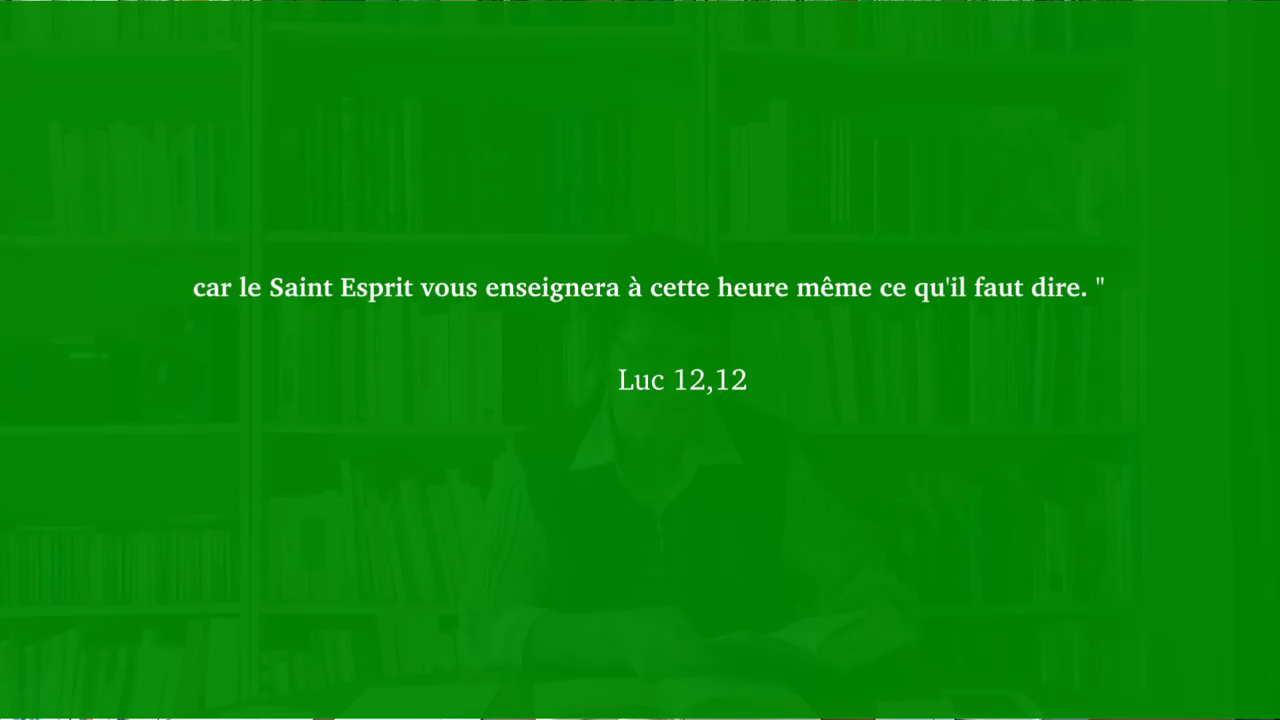 car le Saint Esprit vous enseignera à cette heure même ce qu'il faut dire. "
Luc 12,12